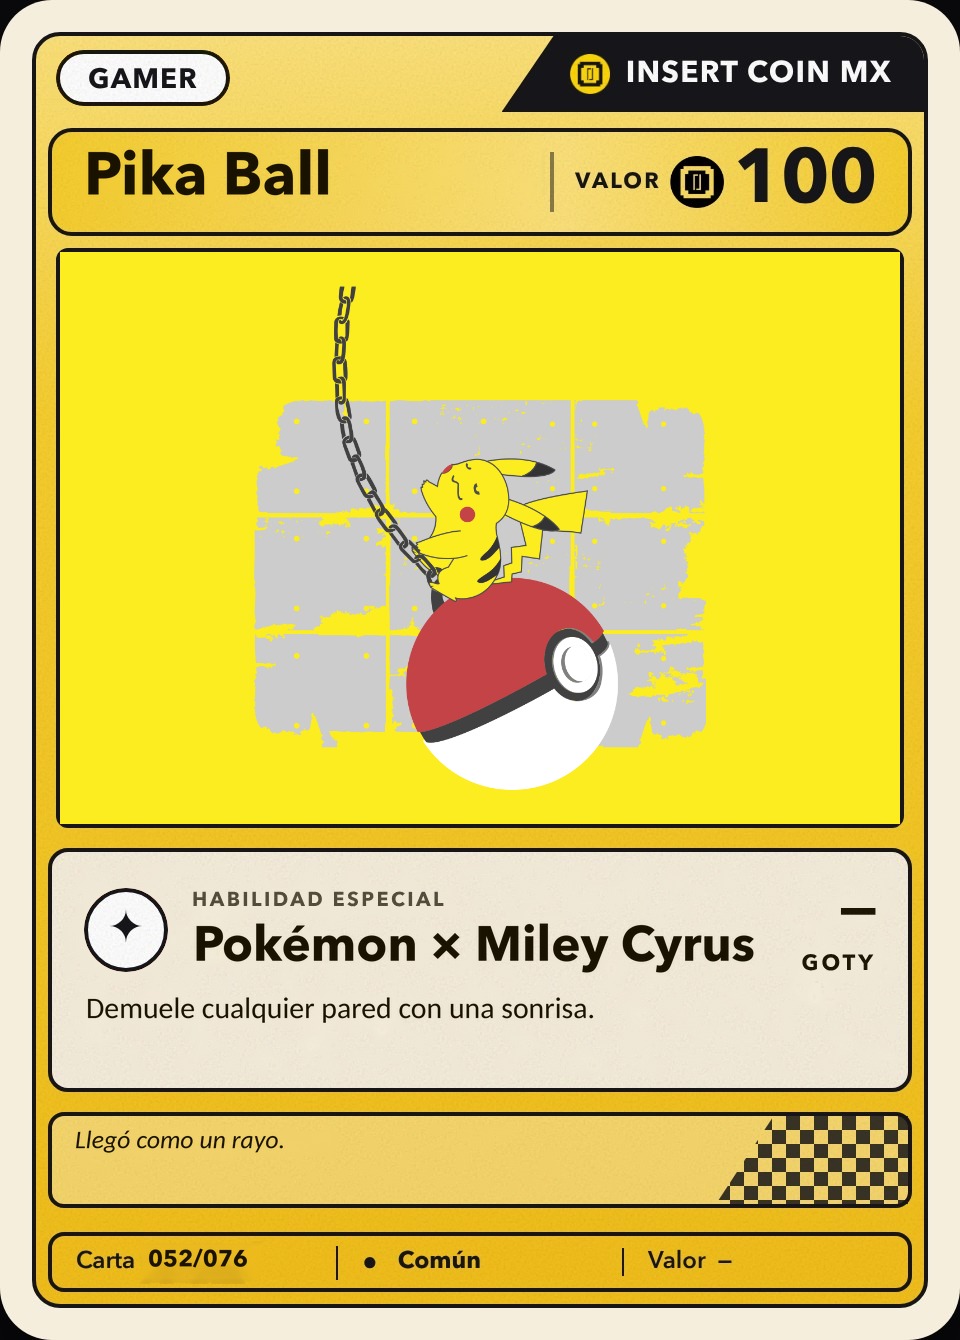 GAMER
INSERT COIN MX
Pika Ball
VALOR 100
HABILIDAD ESPECIAL
Pokémon × Miley Cyrus
—
GOTY
Demuele cualquier pared con una sonrisa.
Llegó como un rayo.
Carta 052/076
● Común
Valor –